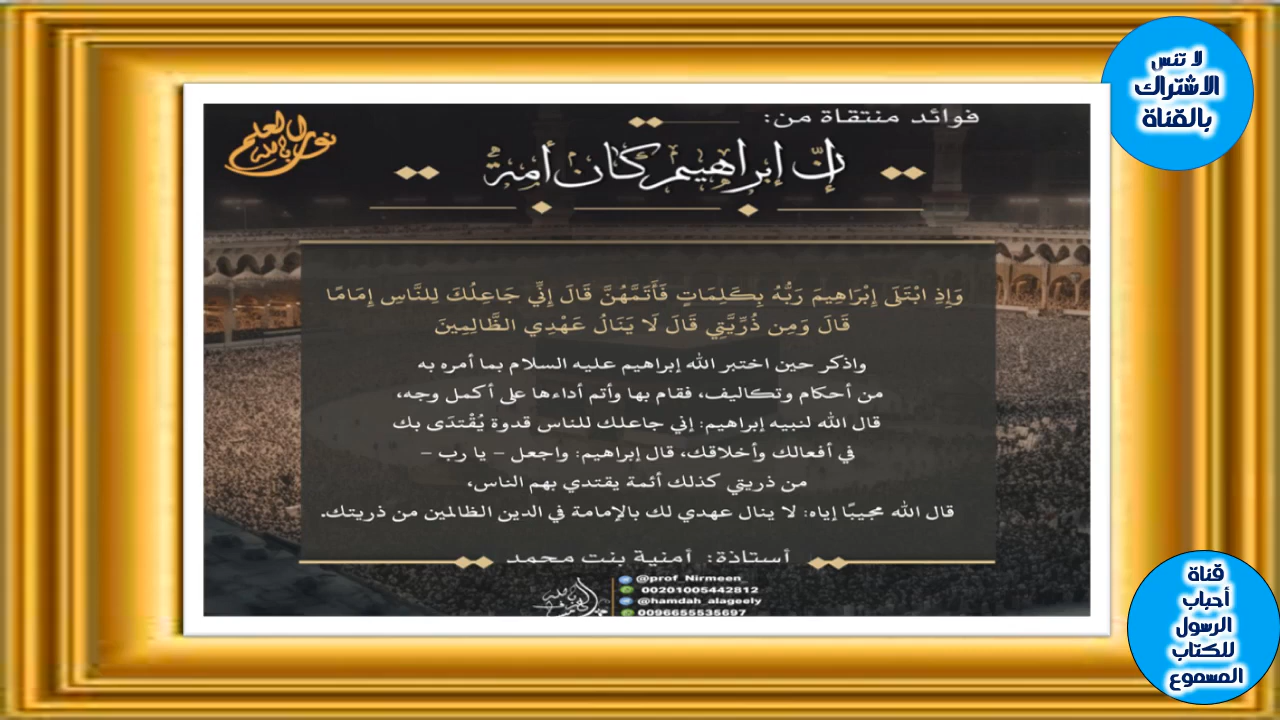 لا تنس
الاشتراك
بالقناة
فوائد منتقاة من:
إن إبراهيم كان أمة
وَإِذِ ابْتَلَى إِبْرَاهِيمَ رَبُّهُ بِكَلِمَاتٍ فَأَتَمَّهُنَّ قَالَ إِنِّي جَاعِلُكَ لِلنَّاسِ إِمَامًا
قَالَ وَمِن ذُرِّيَّتِي قَالَ لَا يَنَالُ عَهْدِي الظَّالِمِينَ
واذكر حين اختبر الله إبراهيم عليه السلام بما أمره به
من أحكام وتكاليف، فقام بها وأتم أداءها على أكمل وجه،
قال الله لنبيه إبراهيم: إني جاعلك للناس قدوة يُقْتدَى بك
في أفعالك وأخلاقك، قال إبراهيم: واجعل – يا رب –
من ذريتي كذلك أئمة يقتدي بهم الناس،
قال الله مجيبًا إياه: لا ينال عهدي لك بالإمامة في الدين الظالمين من ذريتك.
أستاذة: أمنية بنت محمد
@prof_Nirmeen_
00201005442812
@hamdah_alageely
0096655535697
قناة
أحباب
الرسول
للكتاب
المسموع